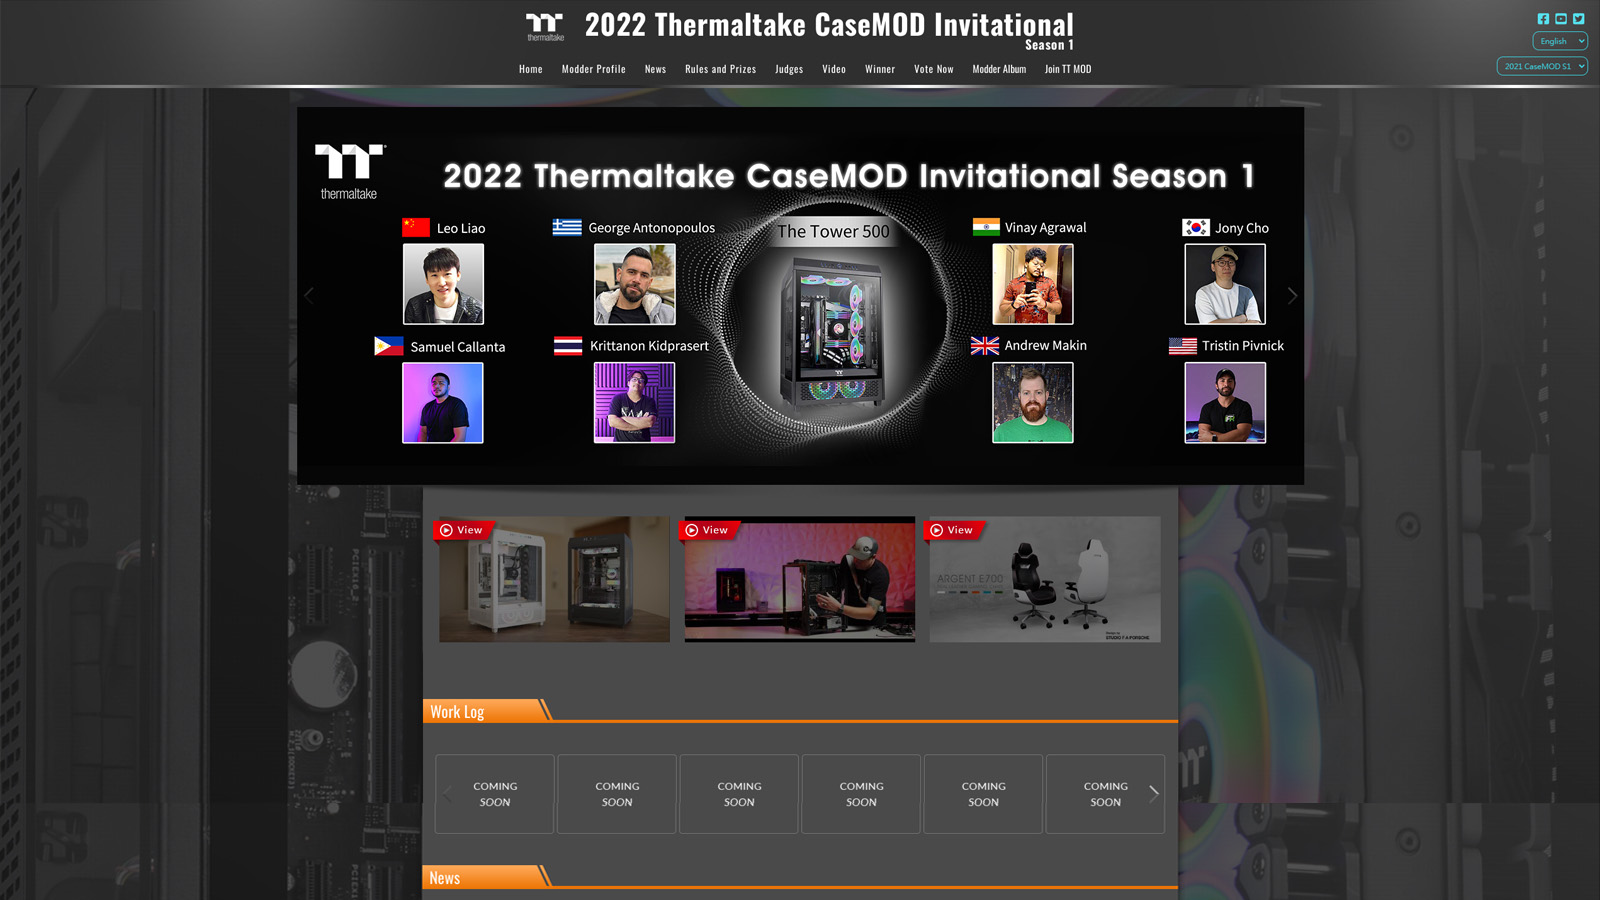 thermaltake
2022 Thermaltake CaseMOD Invitational
Season 1
English
2021 CaseMOD S1
Home Modder Profile News Rules and Prizes Judges Video Winner Vote Now Modder Album Join TT MOD
thermaltake
2022 Thermaltake CaseMOD Invitational Season 1
Leo Liao
George Antonopoulos
The Tower 500
Vinay Agrawal
Jony Cho
Samuel Callanta
Krittanon Kidprasert
Andrew Makin
Tristin Pivnick
View
View
View
ARGENT E700
STUDIO F. A. PORSCHE
Work Log
COMING SOON
COMING SOON
COMING SOON
COMING SOON
COMING SOON
COMING SOON
News